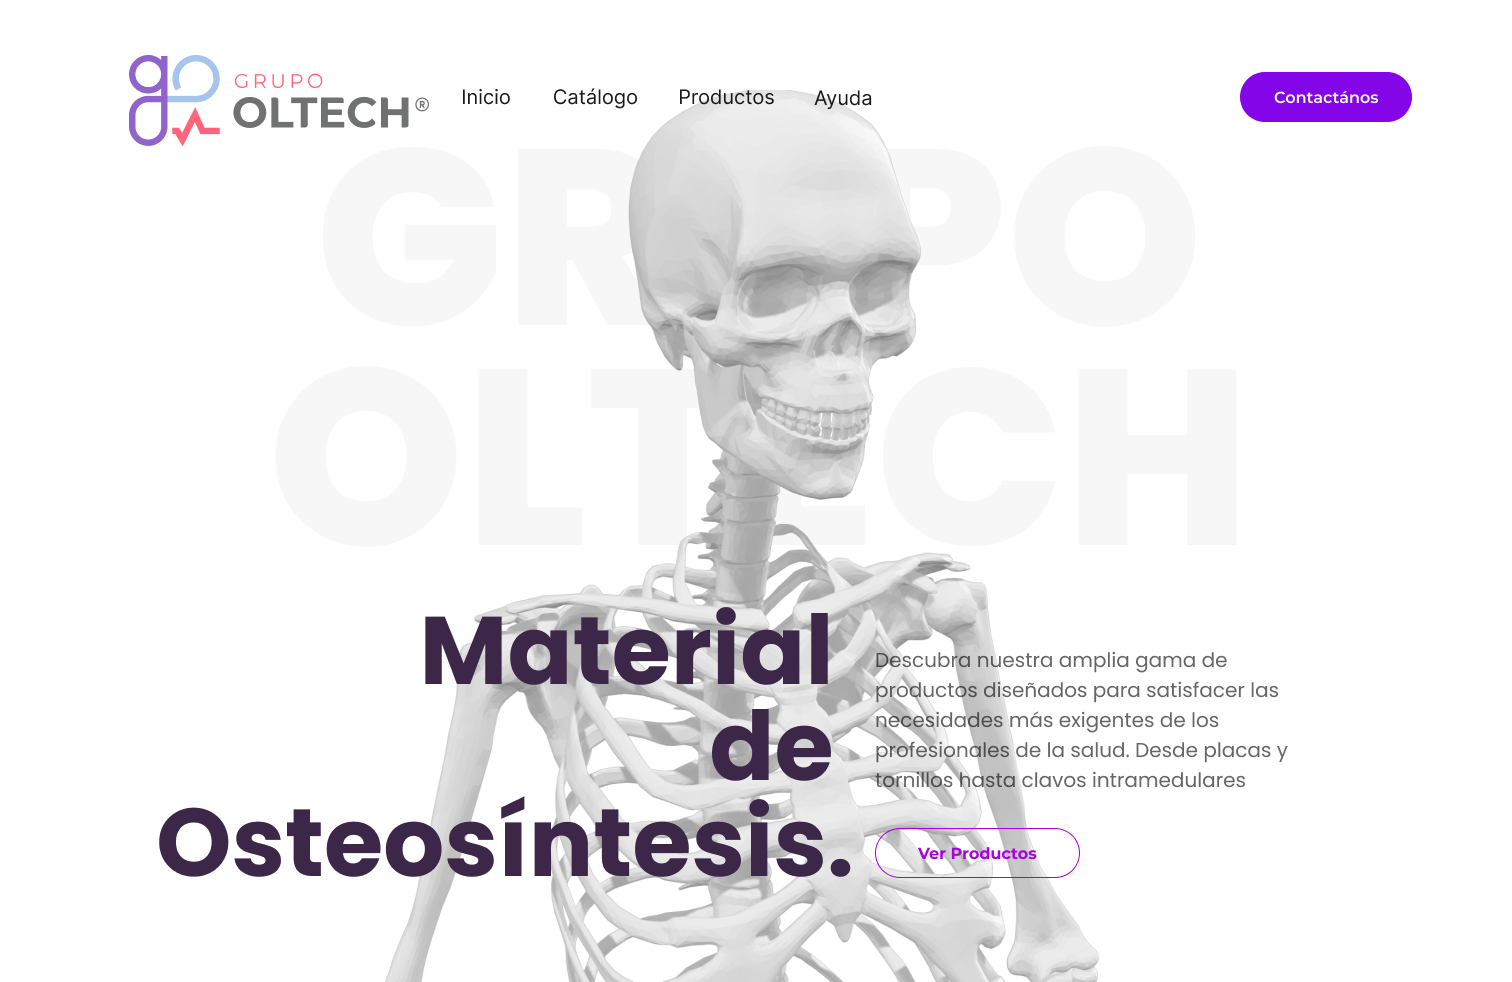 GRUPO
OLTECH®
Inicio
Catálogo
Productos
Ayuda
Contactános
GRUPO
OLTECH
Material
de
Osteosíntesis.
Descubra nuestra amplia gama de
productos diseñados para satisfacer las
necesidades más exigentes de los
profesionales de la salud. Desde placas y
tornillos hasta clavos intramedulares
Ver Productos